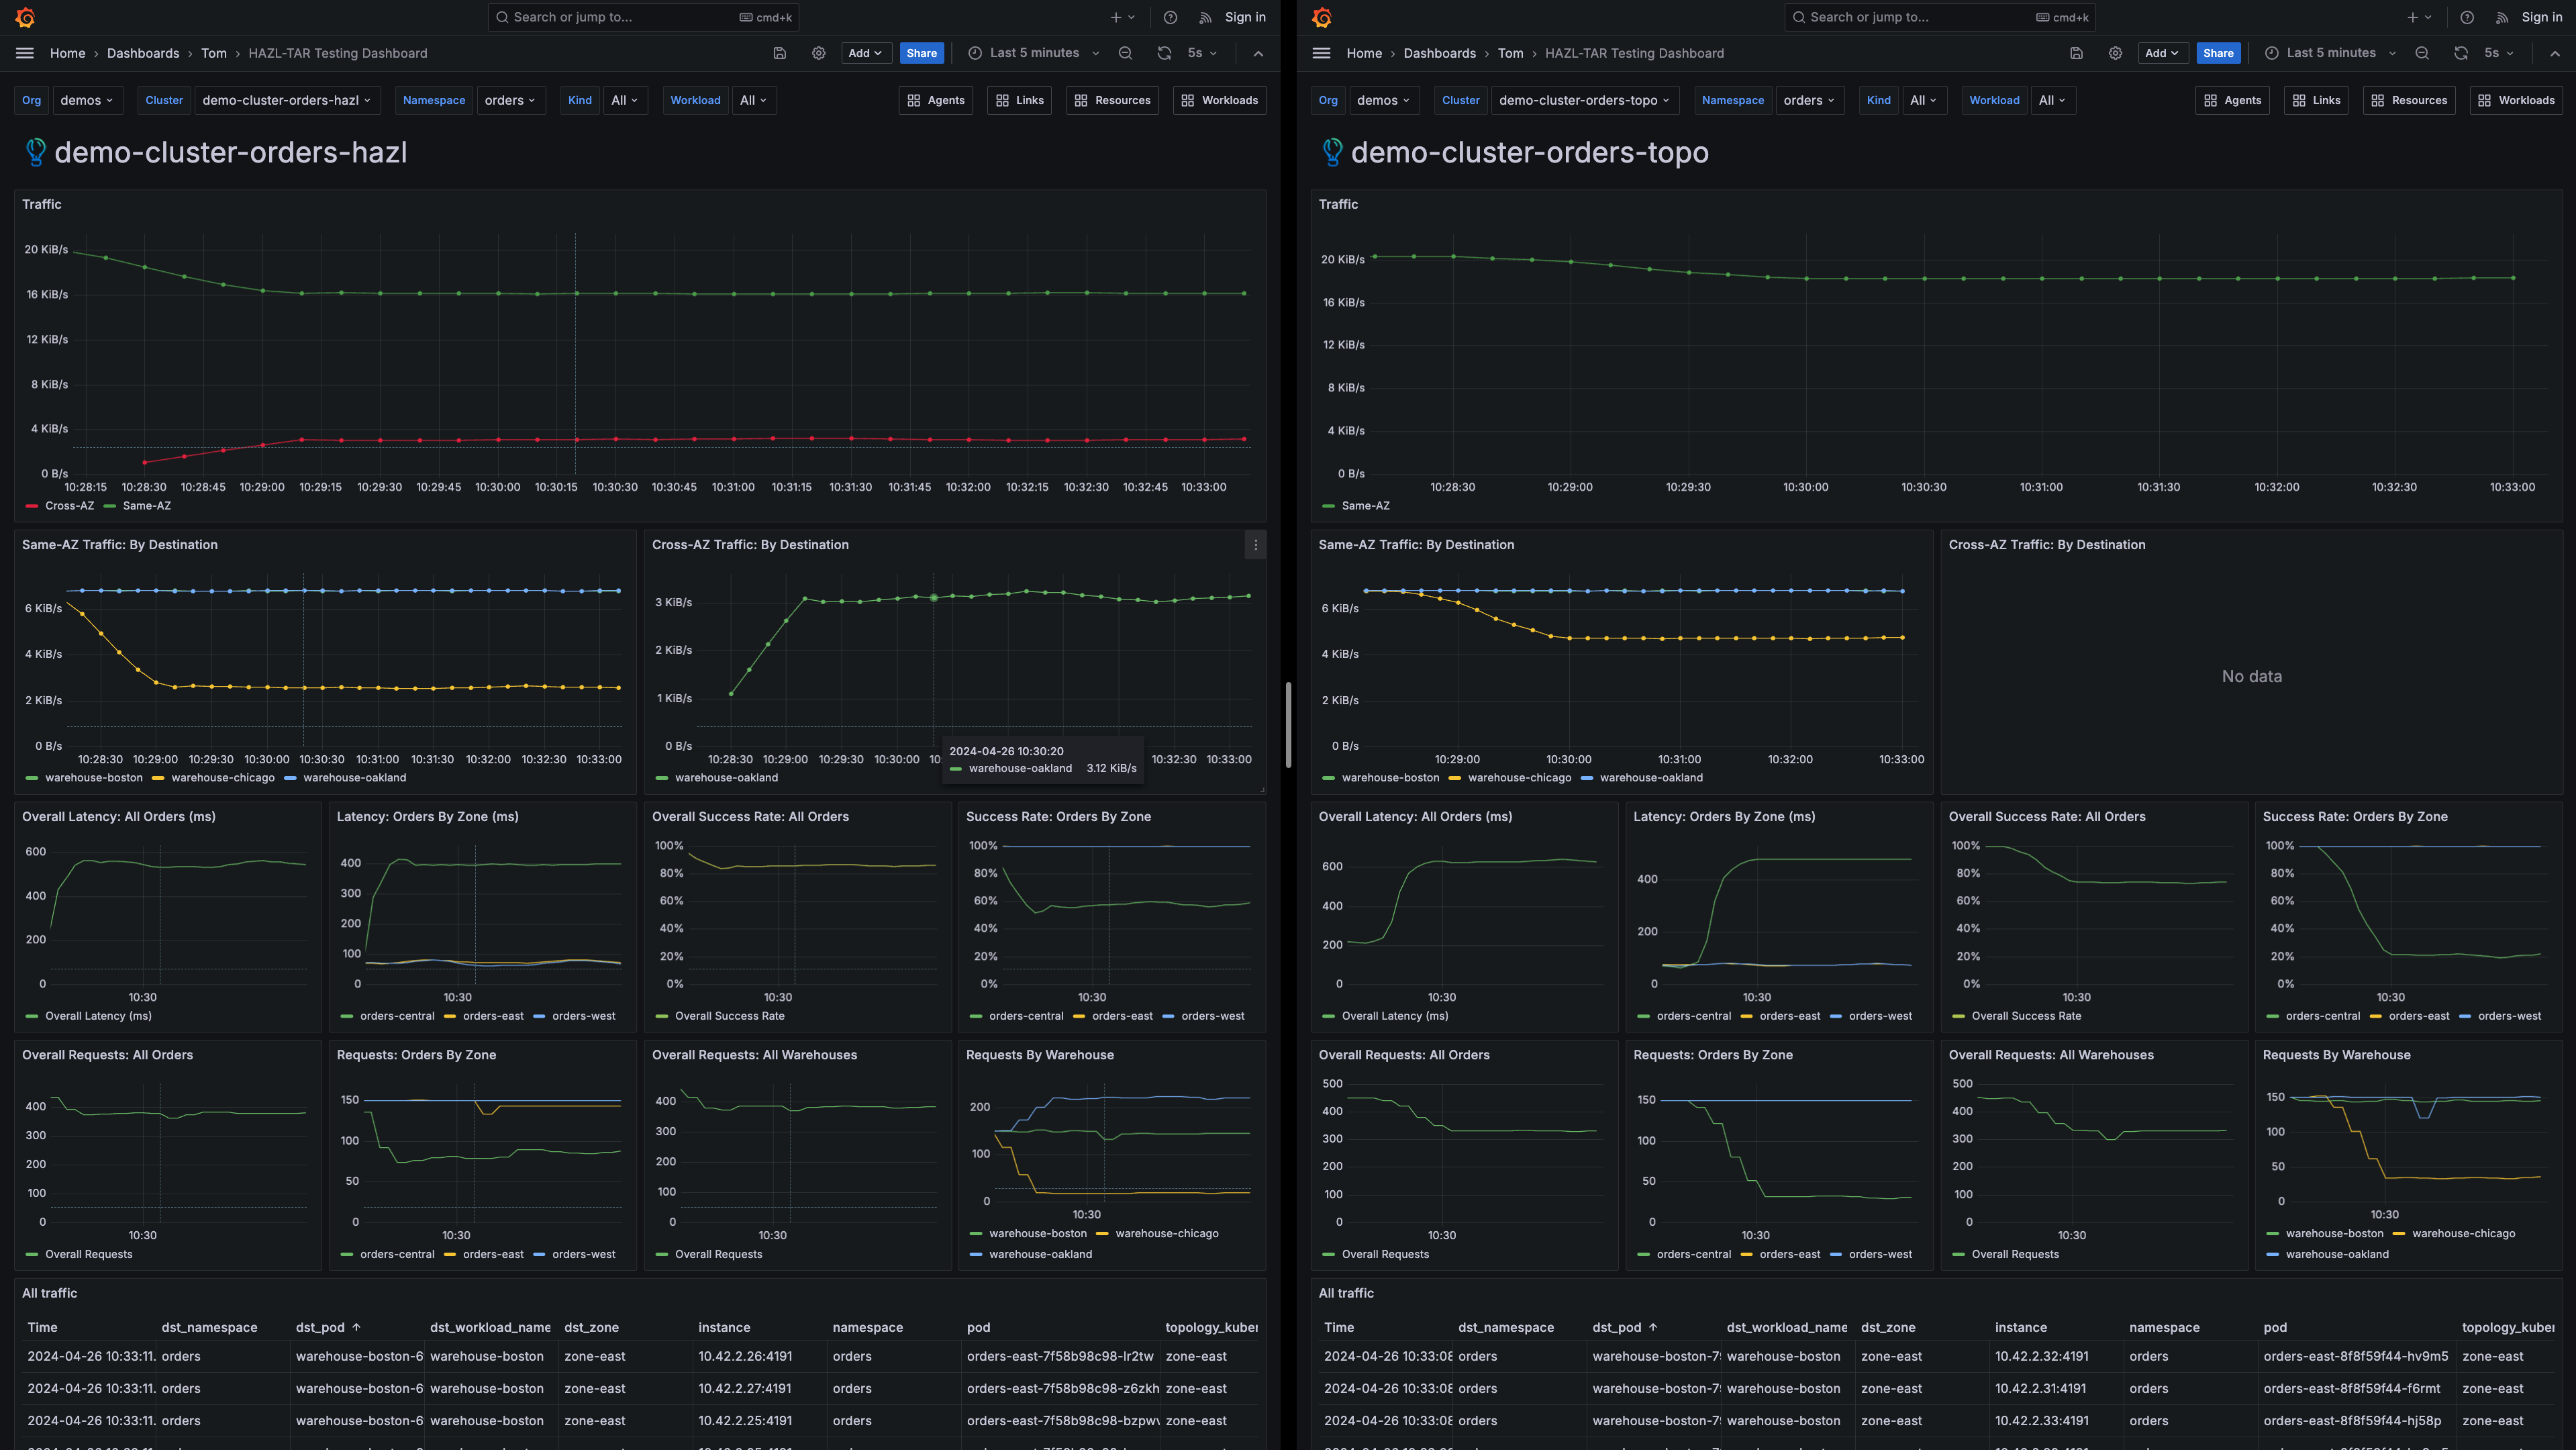 Search or jump to... cmd+k Sign in
Home › Dashboards › Tom › HAZL-TAR Testing Dashboard Add Share Last 5 minutes 5s
Org demos Cluster demo-cluster-orders-hazl Namespace orders Kind All Workload All Agents Links Resources Workloads
demo-cluster-orders-hazl
Traffic
20 KiB/s
16 KiB/s
12 KiB/s
8 KiB/s
4 KiB/s
0 B/s
10:28:15 10:28:30 10:28:45 10:29:00 10:29:15 10:29:30 10:29:45 10:30:00 10:30:15 10:30:30 10:30:45 10:31:00 10:31:15 10:31:30 10:31:45 10:32:00 10:32:15 10:32:30 10:32:45 10:33:00
Cross-AZ Same-AZ
Same-AZ Traffic: By Destination
6 KiB/s
4 KiB/s
2 KiB/s
0 B/s
10:28:30 10:29:00 10:29:30 10:30:00 10:30:30 10:31:00 10:31:30 10:32:00 10:32:30 10:33:00
warehouse-boston warehouse-chicago warehouse-oakland
Cross-AZ Traffic: By Destination
3 KiB/s
2 KiB/s
1 KiB/s
0 B/s
10:28:30 10:29:00 10:29:30 10:30:00 10:32:30 10:33:00
2024-04-26 10:30:20
warehouse-oakland 3.12 KiB/s
warehouse-oakland
Overall Latency: All Orders (ms)
600
400
200
0
10:30
Overall Latency (ms)
Latency: Orders By Zone (ms)
400
300
200
100
0
10:30
orders-central orders-east orders-west
Overall Success Rate: All Orders
100%
80%
60%
40%
20%
0%
10:30
Overall Success Rate
Success Rate: Orders By Zone
100%
80%
60%
40%
20%
0%
10:30
orders-central orders-east orders-west
Overall Requests: All Orders
400
300
200
100
0
10:30
Overall Requests
Requests: Orders By Zone
150
100
50
0
10:30
orders-central orders-east orders-west
Overall Requests: All Warehouses
400
300
200
100
0
10:30
Overall Requests
Requests By Warehouse
200
100
0
10:30
warehouse-boston warehouse-chicago
warehouse-oakland
All traffic
Time dst_namespace dst_pod dst_workload_name dst_zone instance namespace pod topology_kuber
2024-04-26 10:33:11. orders warehouse-boston-6 warehouse-boston zone-east 10.42.2.26:4191 orders orders-east-7f58b98c98-lr2tw zone-east
2024-04-26 10:33:11. orders warehouse-boston-6 warehouse-boston zone-east 10.42.2.27:4191 orders orders-east-7f58b98c98-z6zkh zone-east
2024-04-26 10:33:11. orders warehouse-boston-6 warehouse-boston zone-east 10.42.2.25:4191 orders orders-east-7f58b98c98-bzpwv zone-east
Search or jump to... cmd+k Sign in
Home › Dashboards › Tom › HAZL-TAR Testing Dashboard Add Share Last 5 minutes 5s
Org demos Cluster demo-cluster-orders-topo Namespace orders Kind All Workload All Agents Links Resources Workloads
demo-cluster-orders-topo
Traffic
20 KiB/s
16 KiB/s
12 KiB/s
8 KiB/s
4 KiB/s
0 B/s
10:28:30 10:29:00 10:29:30 10:30:00 10:30:30 10:31:00 10:31:30 10:32:00 10:32:30 10:33:00
Same-AZ
Same-AZ Traffic: By Destination
6 KiB/s
4 KiB/s
2 KiB/s
0 B/s
10:29:00 10:30:00 10:31:00 10:32:00 10:33:00
warehouse-boston warehouse-chicago warehouse-oakland
Cross-AZ Traffic: By Destination
No data
Overall Latency: All Orders (ms)
600
400
200
0
10:30
Overall Latency (ms)
Latency: Orders By Zone (ms)
400
200
0
10:30
orders-central orders-east orders-west
Overall Success Rate: All Orders
100%
80%
60%
40%
20%
0%
10:30
Overall Success Rate
Success Rate: Orders By Zone
100%
80%
60%
40%
20%
0%
10:30
orders-central orders-east orders-west
Overall Requests: All Orders
500
400
300
200
100
0
10:30
Overall Requests
Requests: Orders By Zone
150
100
50
0
10:30
orders-central orders-east orders-west
Overall Requests: All Warehouses
500
400
300
200
100
0
10:30
Overall Requests
Requests By Warehouse
150
100
50
0
10:30
warehouse-boston warehouse-chicago
warehouse-oakland
All traffic
Time dst_namespace dst_pod dst_workload_name dst_zone instance namespace pod topology_kuber
2024-04-26 10:33:08 orders warehouse-boston-7 warehouse-boston zone-east 10.42.2.32:4191 orders orders-east-8f8f59f44-hv9m5 zone-east
2024-04-26 10:33:08 orders warehouse-boston-7 warehouse-boston zone-east 10.42.2.31:4191 orders orders-east-8f8f59f44-f6rmt zone-east
2024-04-26 10:33:08 orders warehouse-boston-7 warehouse-boston zone-east 10.42.2.33:4191 orders orders-east-8f8f59f44-hj58p zone-east